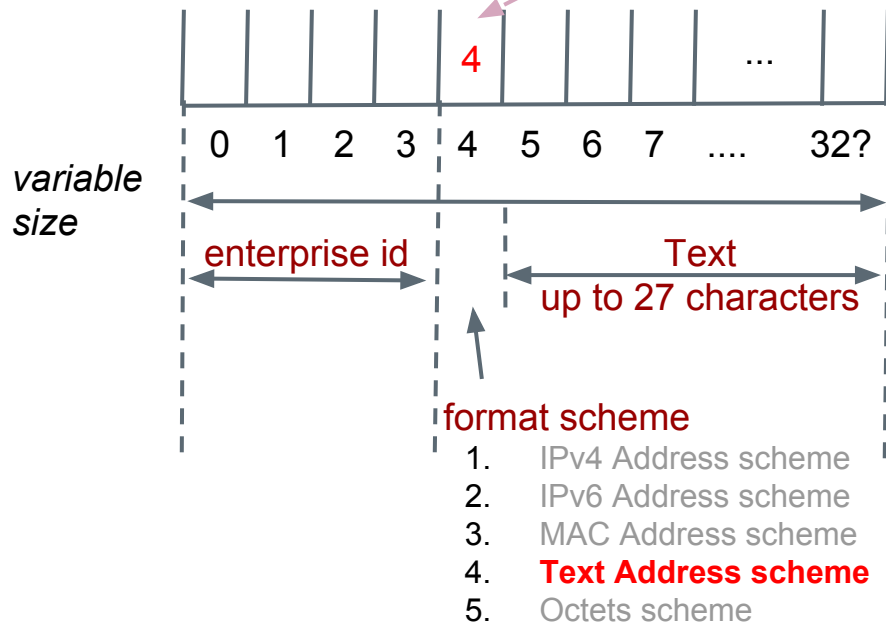 4 ...
0 1 2 3 4 5 6 7 .... 32?
variable
size
enterprise id Text
up to 27 characters
format scheme
1. IPv4 Address scheme
2. IPv6 Address scheme
3. MAC Address scheme
4. Text Address scheme
5. Octets scheme